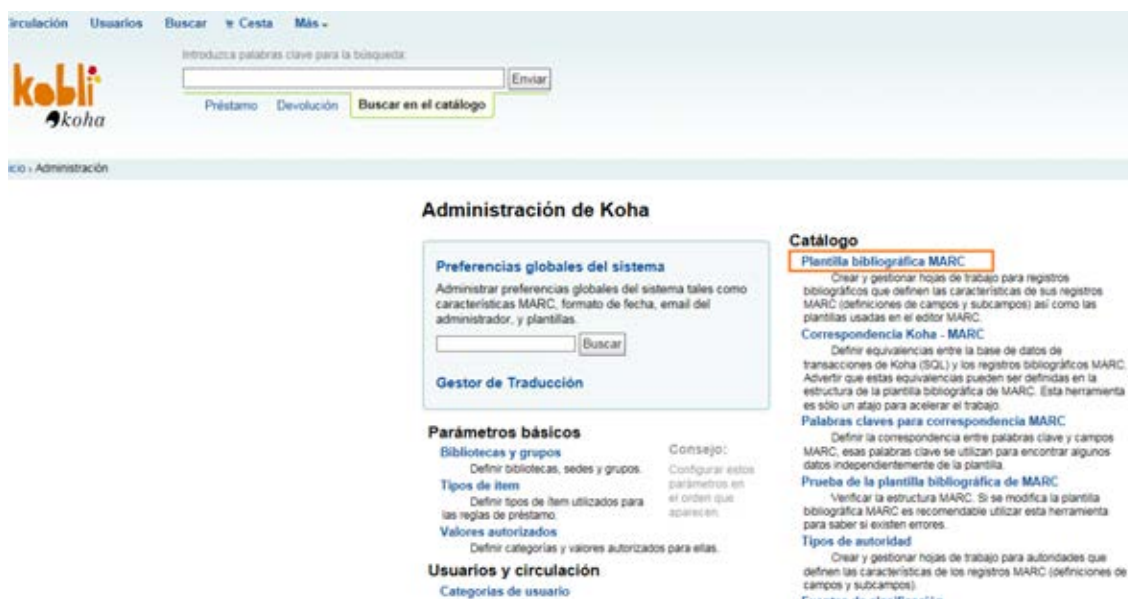 Circulación Usuarios Buscar Cesta Más
Introduzca palabras clave para la búsqueda:
Enviar
Préstamo Devolución Buscar en el catálogo
kobli
koha
Inicio › Administración
Administración de Koha
Preferencias globales del sistema
Administrar preferencias globales del sistema tales como
características MARC, formato de fecha, email del
administrador, y plantillas.
Buscar
Gestor de Traducción
Parámetros básicos
Bibliotecas y grupos
Definir bibliotecas, sedes y grupos.
Tipos de ítem
Definir tipos de ítem utilizados para
las reglas de préstamo.
Valores autorizados
Definir categorías y valores autorizados para ellas.
Consejo:
Configurar estos
parámetros en
el orden que
aparecen.
Usuarios y circulación
Categorías de usuario
Catálogo
Plantilla bibliográfica MARC
Crear y gestionar hojas de trabajo para registros
bibliográficos que definen las características de sus registros
MARC (definiciones de campos y subcampos) así como las
plantillas usadas en el editor MARC.
Correspondencia Koha - MARC
Definir equivalencias entre la base de datos de
transacciones de Koha (SQL) y los registros bibliográficos MARC.
Advertir que estas equivalencias pueden ser definidas en la
estructura de la plantilla bibliográfica de MARC. Esta herramienta
es sólo un atajo para acelerar el trabajo.
Palabras claves para correspondencia MARC
Definir la correspondencia entre palabras clave y campos
MARC, esas palabras clave se utilizan para encontrar algunos
datos independientemente de la plantilla.
Prueba de la plantilla bibliográfica de MARC
Verificar la estructura MARC. Si se modifica la plantilla
bibliográfica MARC es recomendable utilizar esta herramienta
para saber si existen errores.
Tipos de autoridad
Crear y gestionar hojas de trabajo para autoridades que
definen las características de los registros MARC (definiciones de
campos y subcampos).